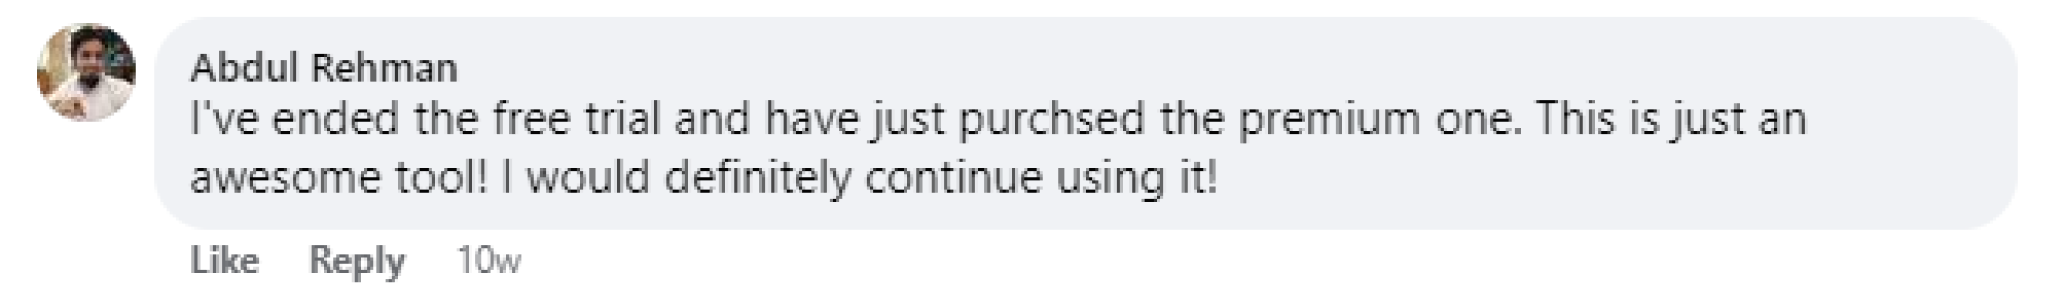 Abdul Rehman
I've ended the free trial and have just purchsed the premium one. This is just an
awesome tool! I would definitely continue using it!
Like Reply 10w